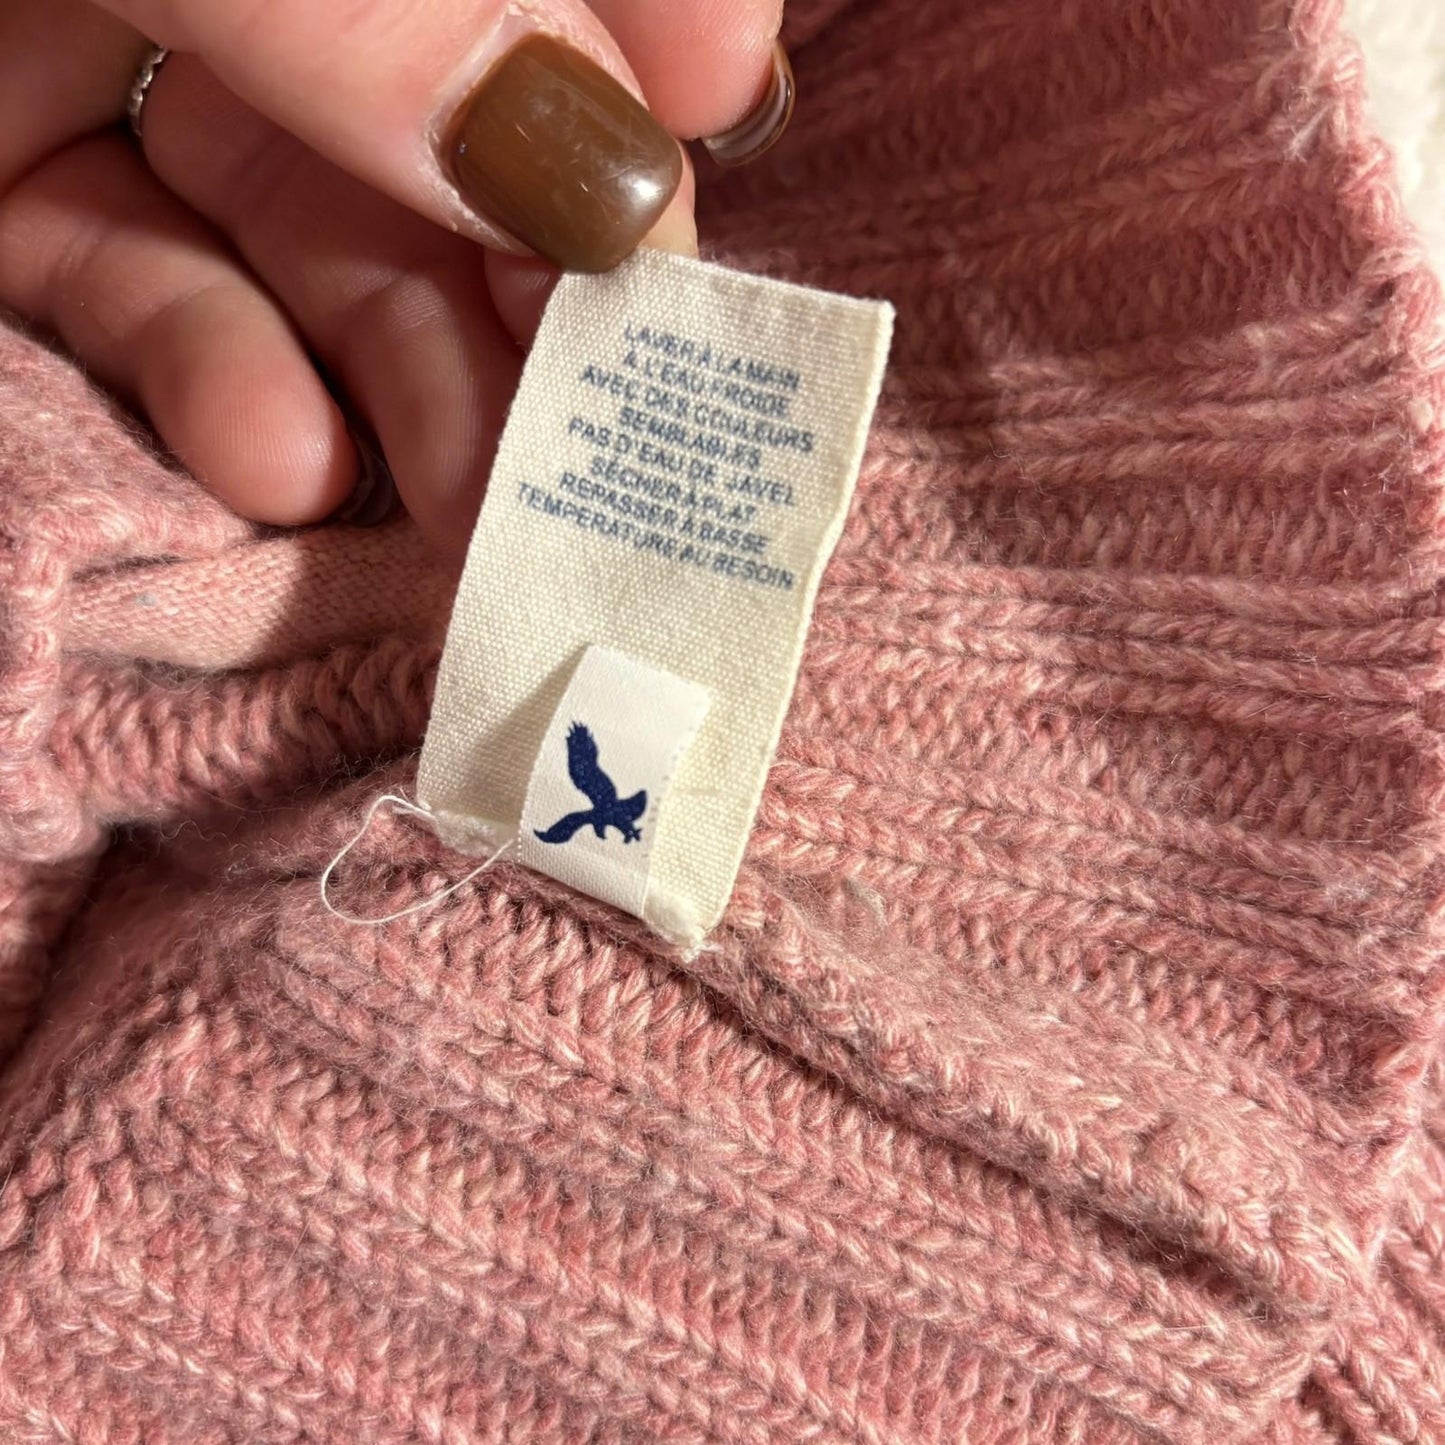 LAVER À LA MAIN
À L'EAU FROIDE
AVEC DES COULEURS
SEMBLABLES
PAS D'EAU DE JAVEL
SÉCHER À PLAT
REPASSER À BASSE
TEMPERATURE AU BESOIN